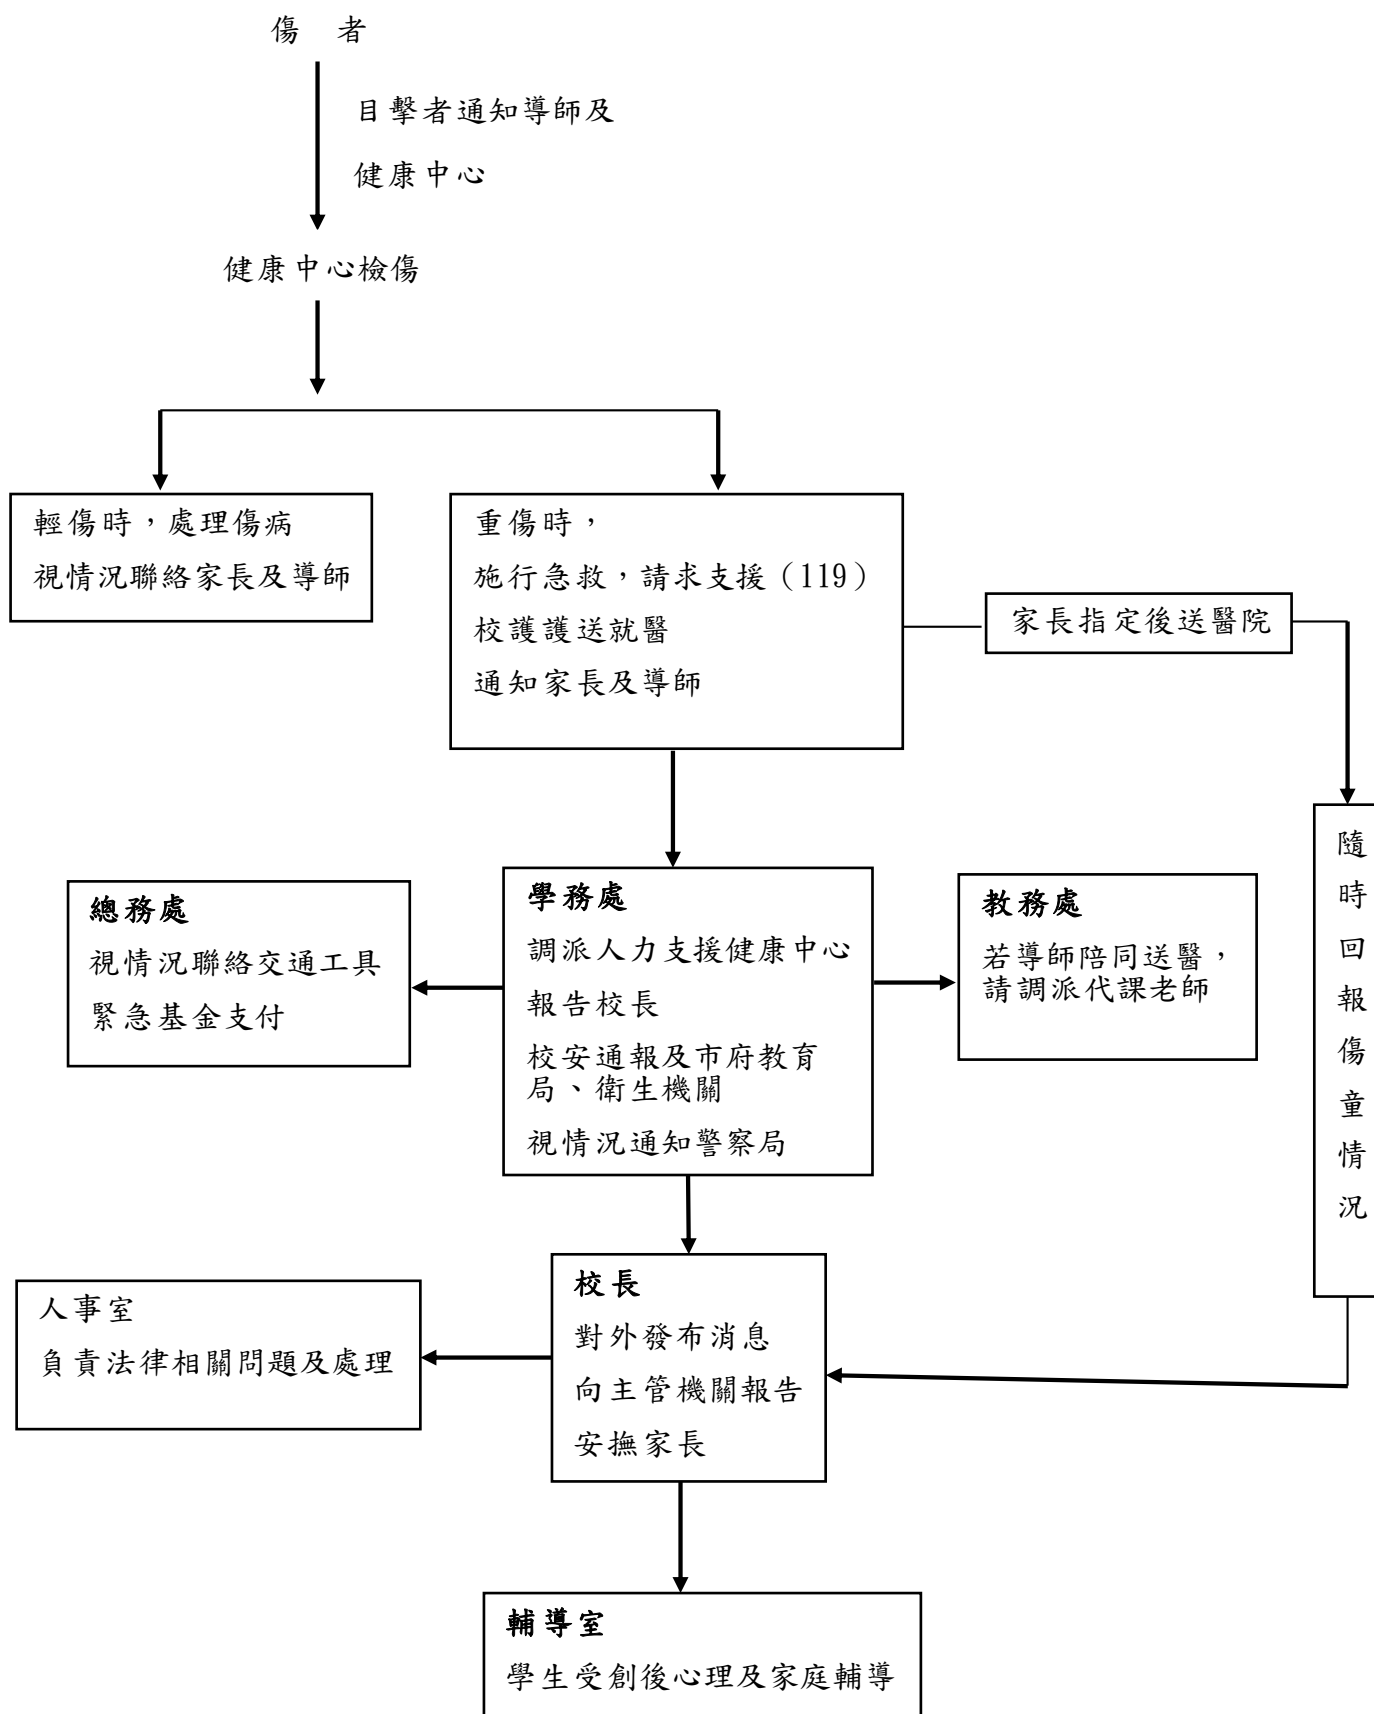 傷　者
目擊者通知導師及
健康中心
健康中心檢傷
輕傷時，處理傷病
視情況聯絡家長及導師
重傷時，
施行急救，請求支援（119）
校護護送就醫
通知家長及導師
家長指定後送醫院
隨時回報傷童情況
總務處
視情況聯絡交通工具
緊急基金支付
學務處
調派人力支援健康中心
報告校長
校安通報及市府教育
局、衛生機關
視情況通知警察局
教務處
若導師陪同送醫，
請調派代課老師
人事室
負責法律相關問題及處理
校長
對外發布消息
向主管機關報告
安撫家長
輔導室
學生受創後心理及家庭輔導